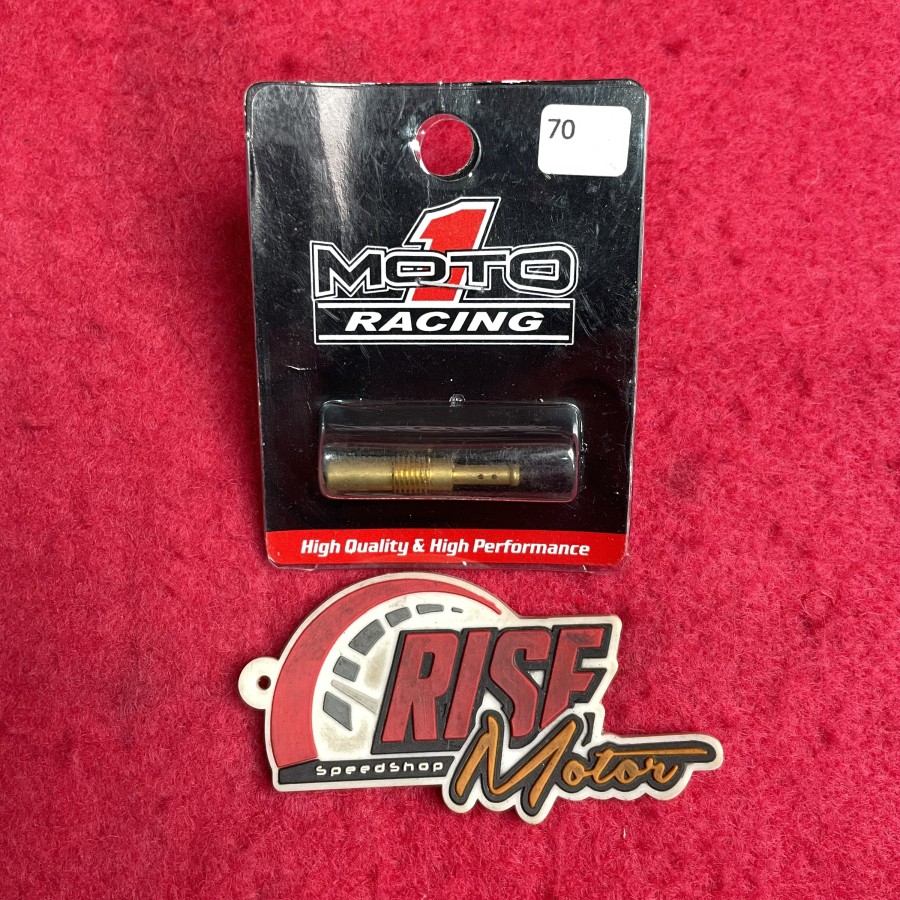 70
MOTO 1
RACING
High Quality & High Performance
RISE
SpeedShop
Motor